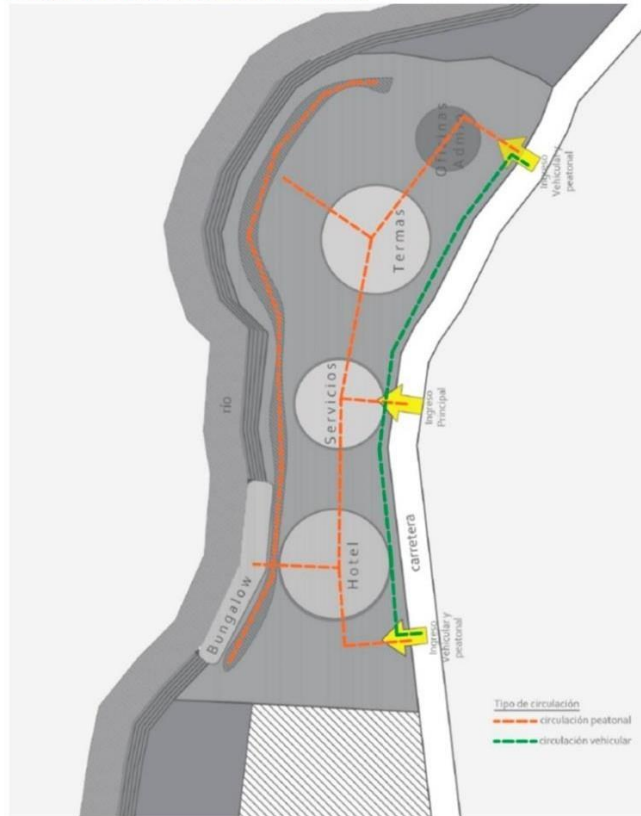 Oficinas
Admin.
Ingreso
Vehicular y
peatonal
Termas
Servicios
Ingreso
Principal
río
carretera
Hotel
Bungalow
Ingreso
Vehicular y
peatonal
Tipo de circulación
circulación peatonal
circulación vehicular